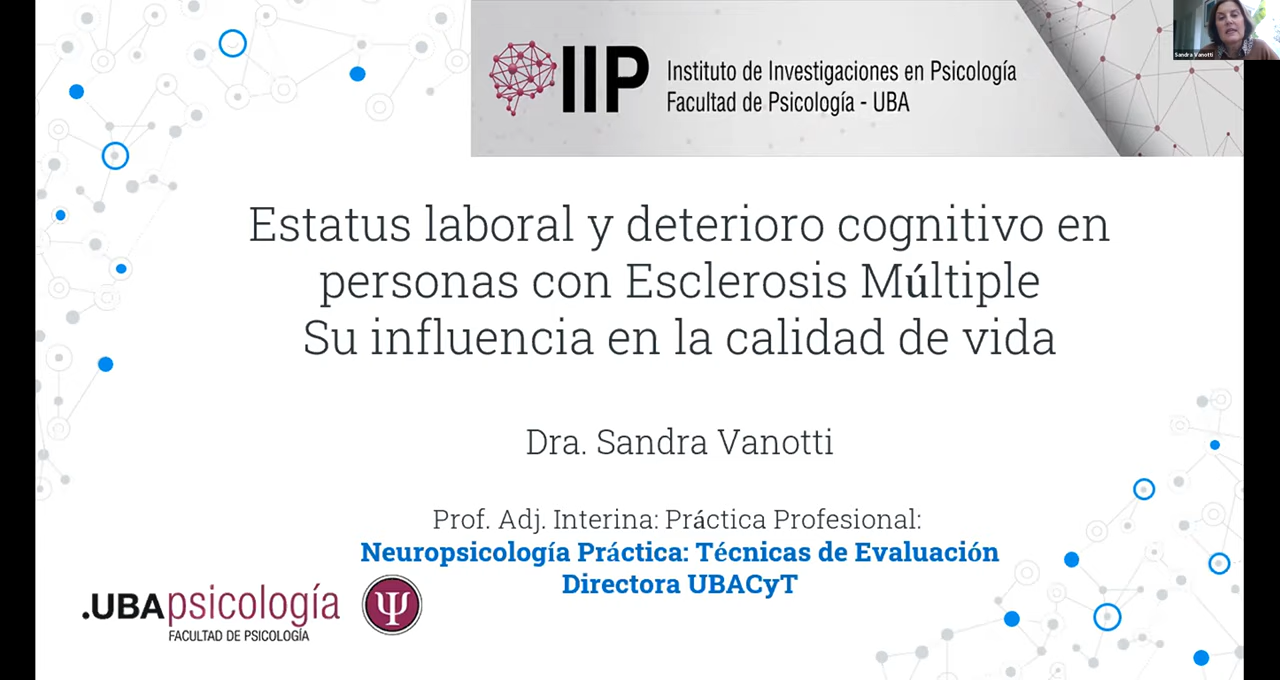 IIP
Instituto de Investigaciones en Psicología
Facultad de Psicología - UBA
Sandra Vanotti
Estatus laboral y deterioro cognitivo en
personas con Esclerosis Múltiple
Su influencia en la calidad de vida
Dra. Sandra Vanotti
Prof. Adj. Interina: Práctica Profesional:
Neuropsicología Práctica: Técnicas de Evaluación
Directora UBACyT
.UBApsicología
FACULTAD DE PSICOLOGÍA
Ψ